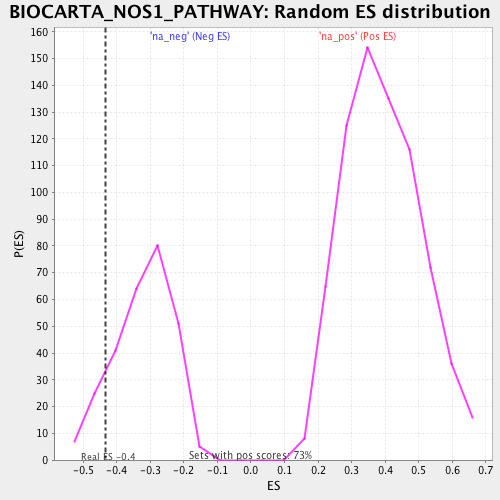 BIOCARTA_NOS1_PATHWAY: Random ES distribution
'na_neg' (Neg ES)
'na_pos' (Pos ES)
160
150
140
130
120
110
100
90
80
70
60
50
40
30
20
10
0
P(ES)
Real ES -0.4
Sets with pos scores: 73%
-0.5 -0.4 -0.3 -0.2 -0.1 0.0 0.1 0.2 0.3 0.4 0.5 0.6 0.7
ES